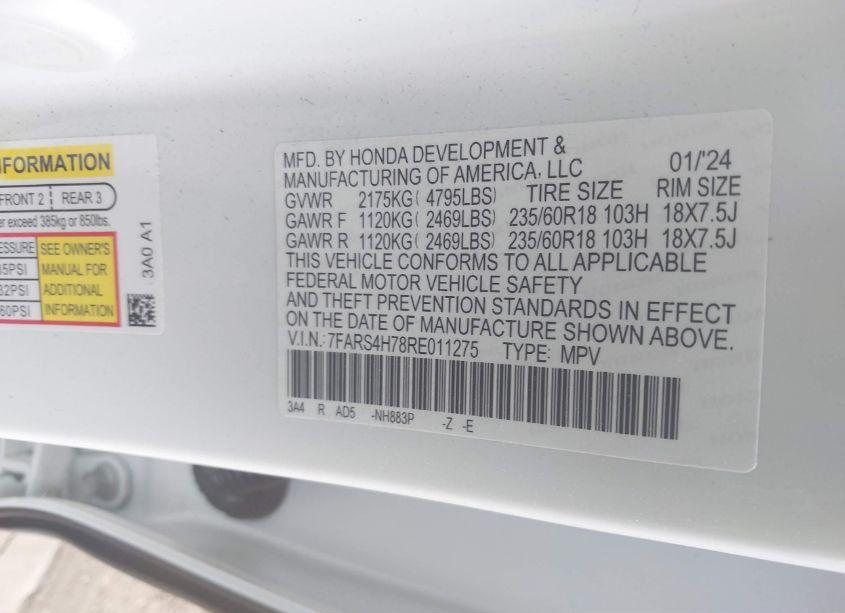 NFORMATION
FRONT 2 REAR 3
er exceed 385kg or 850lbs.
ESSURE SEE OWNER'S
5PSI MANUAL FOR
32PSI ADDITIONAL
60PSI INFORMATION
3A0 A1
MFD. BY HONDA DEVELOPMENT & 01/'24
MANUFACTURING OF AMERICA, LLC
GVWR 2175KG( 4795LBS) TIRE SIZE RIM SIZE
GAWR F 1120KG( 2469LBS) 235/60R18 103H 18X7.5J
GAWR R 1120KG( 2469LBS) 235/60R18 103H 18X7.5J
THIS VEHICLE CONFORMS TO ALL APPLICABLE
FEDERAL MOTOR VEHICLE SAFETY
AND THEFT PREVENTION STANDARDS IN EFFECT
ON THE DATE OF MANUFACTURE SHOWN ABOVE.
V.I.N.: 7FARS4H78RE011275 TYPE: MPV
3A4 R AD5 -NH883P -Z -E